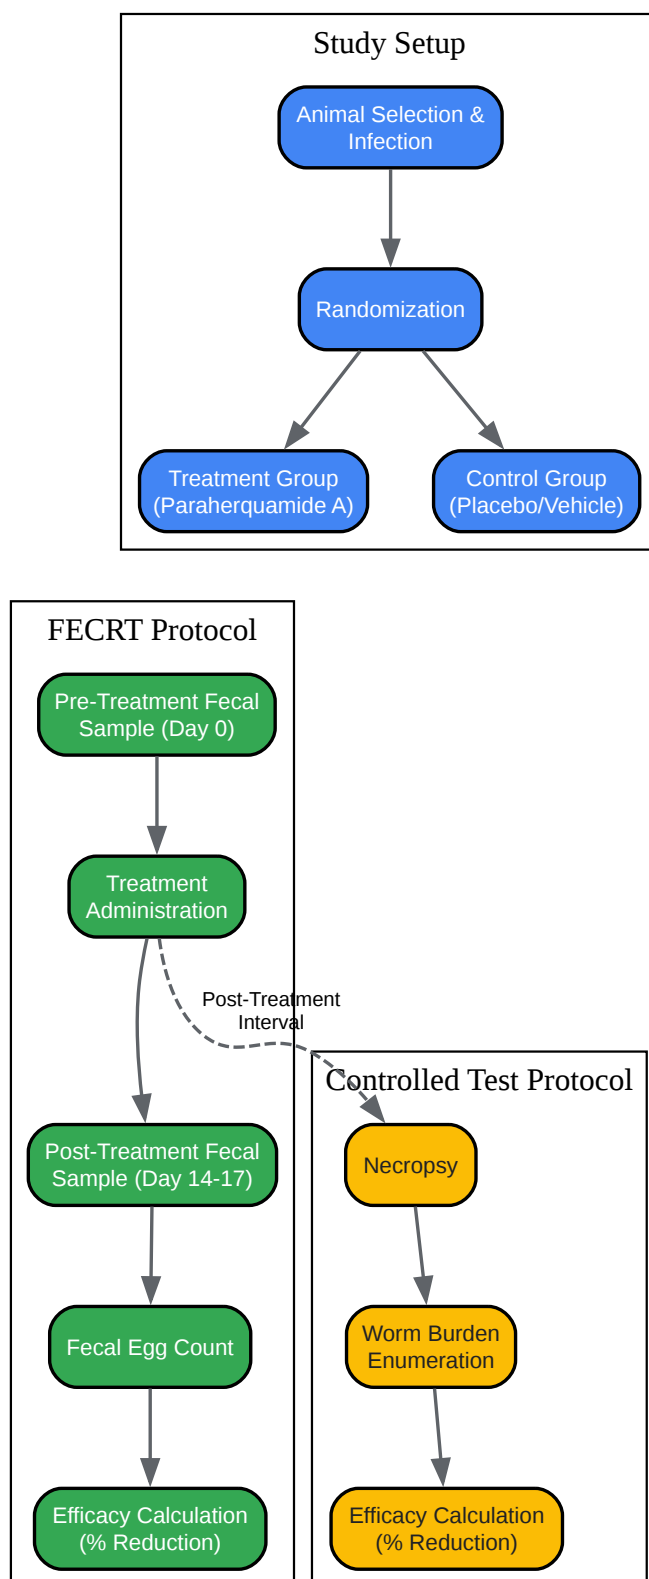 Study Setup
Animal Selection &
Infection
Randomization
Treatment Group
(Paraherquamide A)
Control Group
(Placebo/Vehicle)
FECRT Protocol
Pre-Treatment Fecal
Sample (Day 0)
Treatment
Administration
Post-Treatment
Interval
Controlled Test Protocol
Post-Treatment Fecal
Sample (Day 14-17)
Necropsy
Fecal Egg Count
Worm Burden
Enumeration
Efficacy Calculation
(% Reduction)
Efficacy Calculation
(% Reduction)